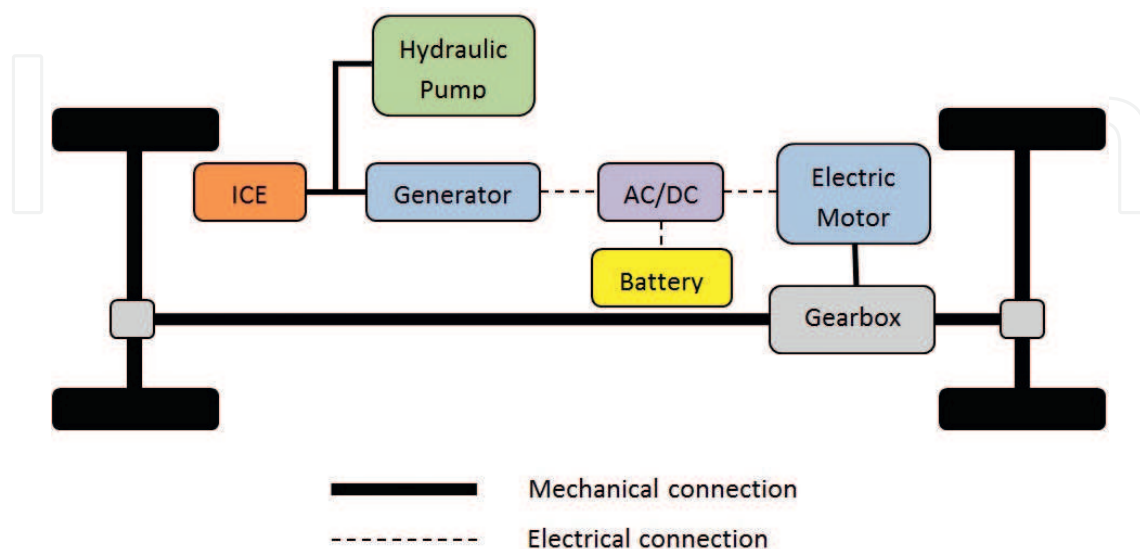 Hydraulic
Pump
ICE
Generator
AC/DC
Electric
Motor
Battery
Gearbox
Mechanical connection
Electrical connection